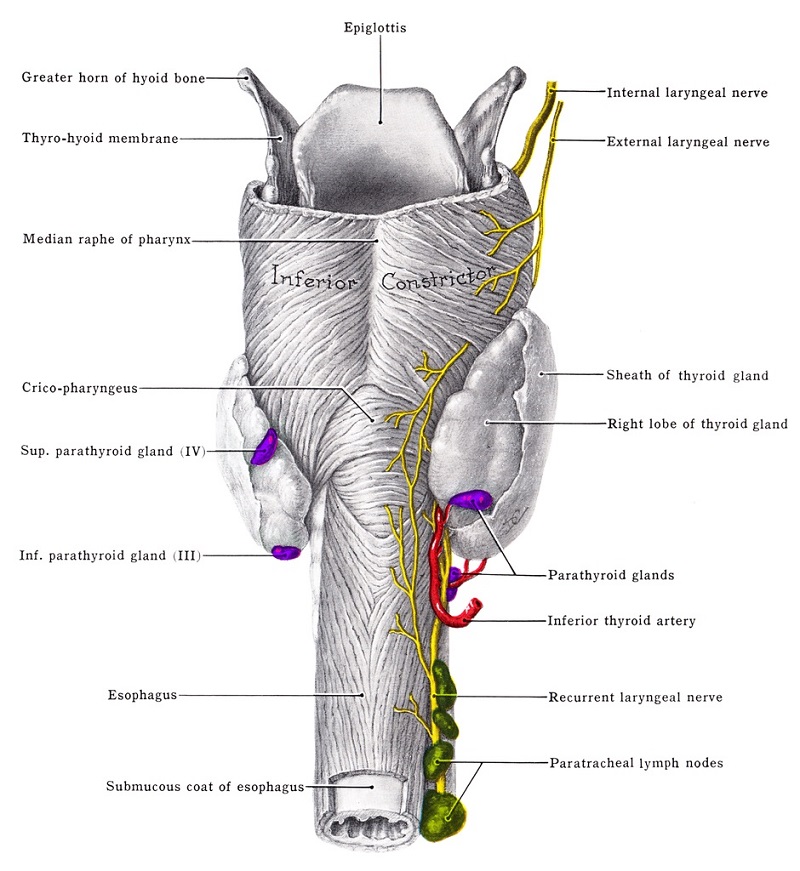 Epiglottis
Greater horn of hyoid bone
Internal laryngeal nerve
Thyro-hyoid membrane
External laryngeal nerve
Median raphe of pharynx
Inferior Constrictor
Sheath of thyroid gland
Crico-pharyngeus
Right lobe of thyroid gland
Sup. parathyroid gland (IV)
Inf. parathyroid gland (III)
Parathyroid glands
Inferior thyroid artery
Esophagus
Recurrent laryngeal nerve
Paratracheal lymph nodes
Submucous coat of esophagus